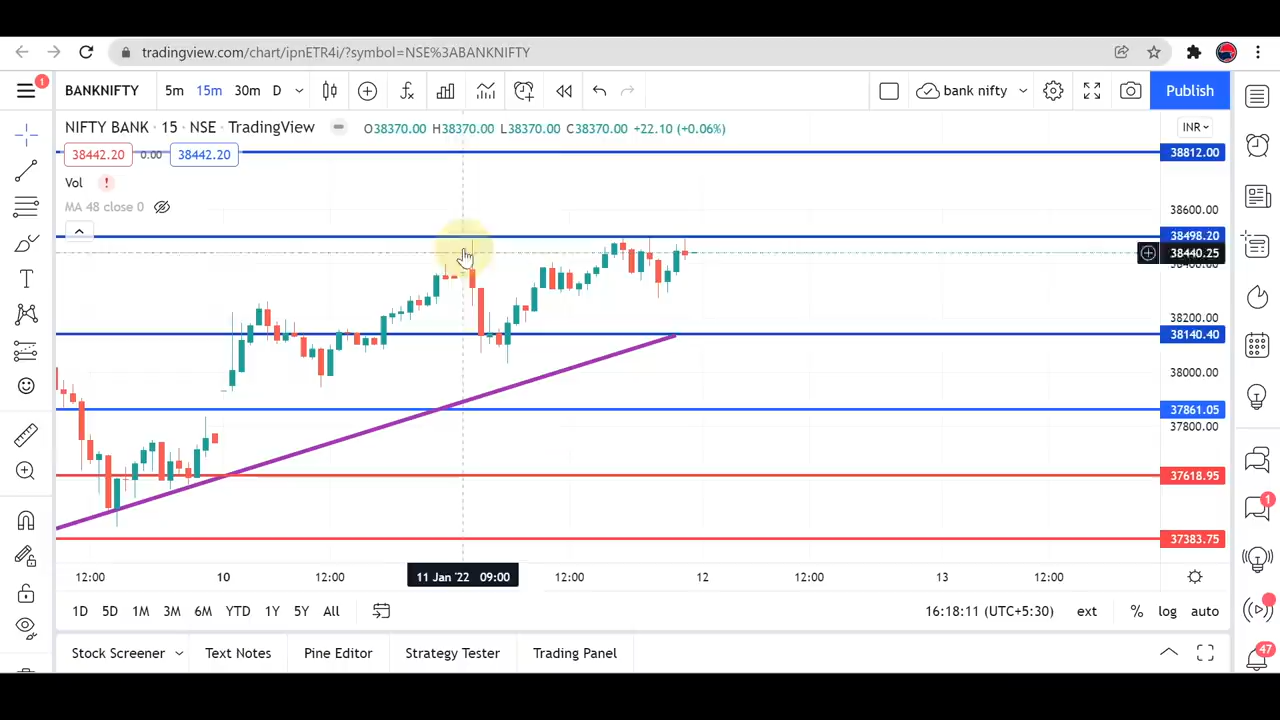 tradingview.com/chart/ipnETR4i/?symbol=NSE%3ABANKNIFTY
1
BANKNIFTY 5m 15m 30m D bank nifty Publish
NIFTY BANK · 15 · NSE · TradingView O38370.00 H38370.00 L38370.00 C38370.00 +22.10 (+0.06%) INR
38442.20 0.00 38442.20 38812.00
Vol !
MA 48 close 0
38600.00
38498.20
38440.25
38400.00
38200.00
38140.40
38000.00
37861.05
37800.00
37618.95
1
37383.75
12:00 10 12:00 11 Jan '22 09:00 12:00 12 12:00 13 12:00
1D 5D 1M 3M 6M YTD 1Y 5Y All 16:18:11 (UTC+5:30) ext % log auto
Stock Screener Text Notes Pine Editor Strategy Tester Trading Panel
47